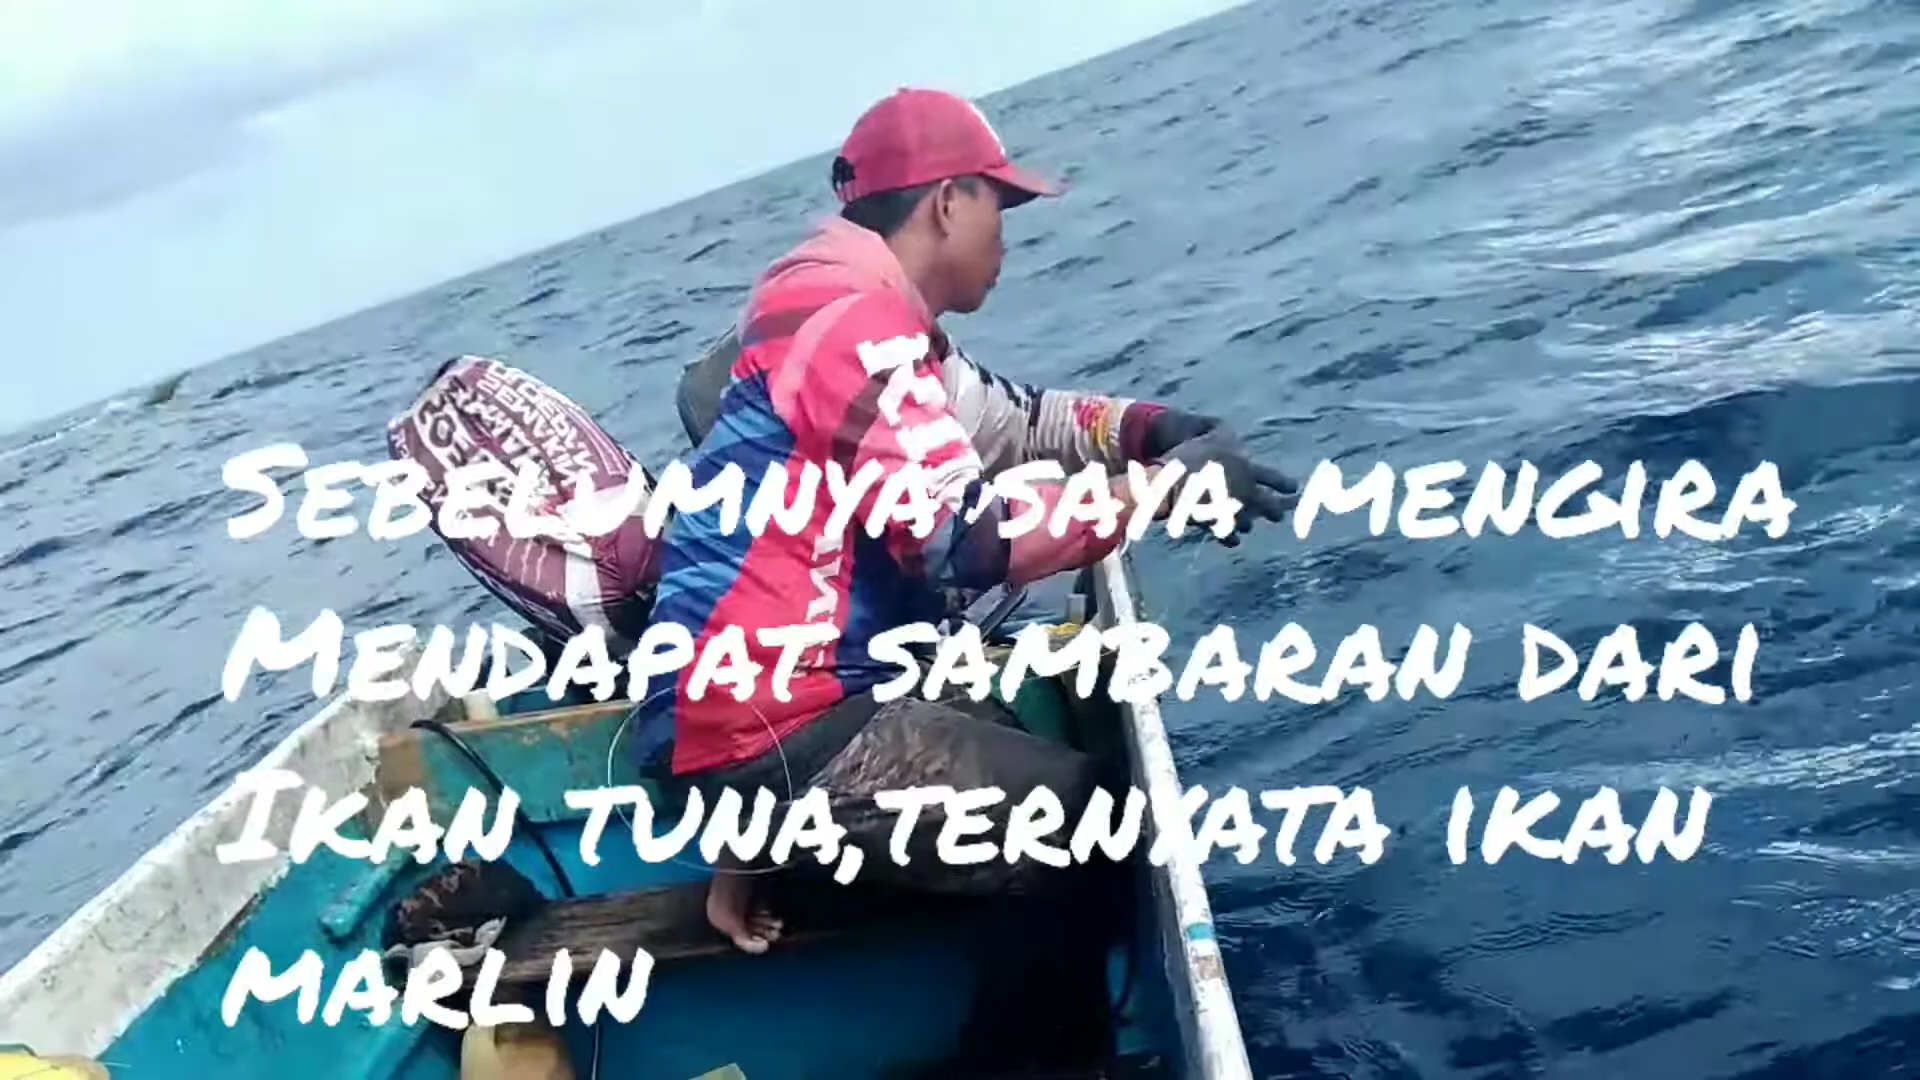 Sebelumnya saya mengira
Mendapat sambaran dari
Ikan tuna,ternyata ikan
marlin